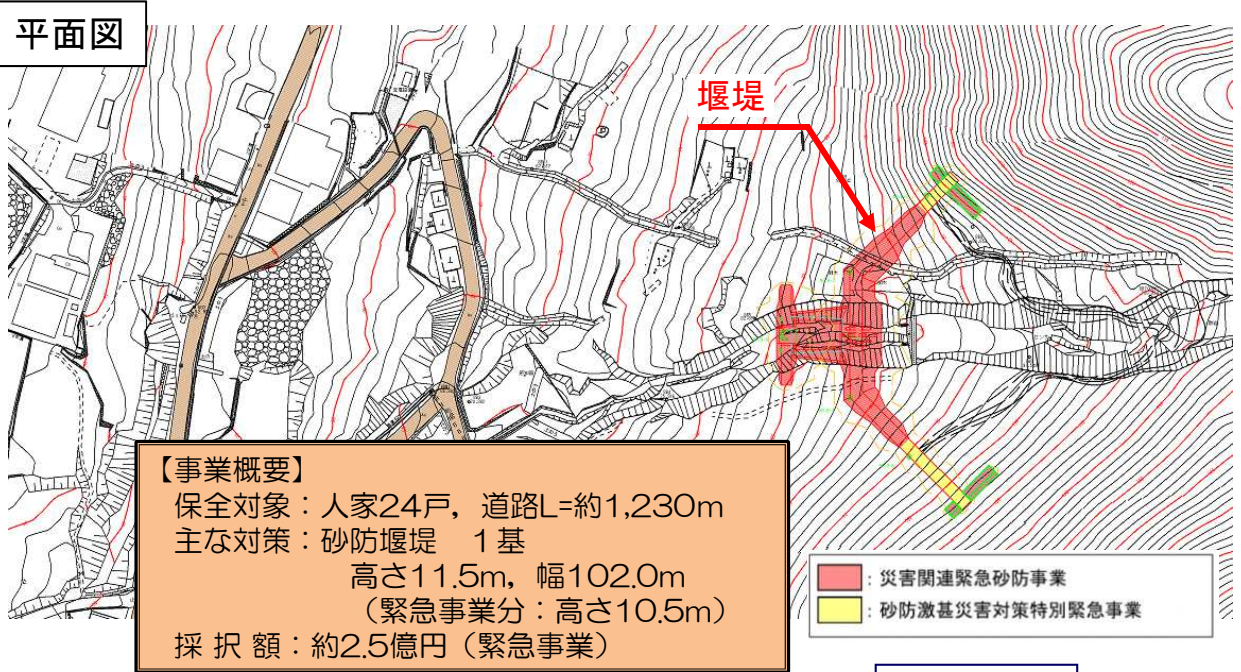 平面図
堰堤
【事業概要】
保全対象：人家24戸，道路L=約1,230m
主な対策：砂防堰堤　１基
高さ11.5m，幅102.0m
（緊急事業分：高さ10.5m）
採 択 額：約2.5億円（緊急事業）
：災害関連緊急砂防事業
：砂防激甚災害対策特別緊急事業